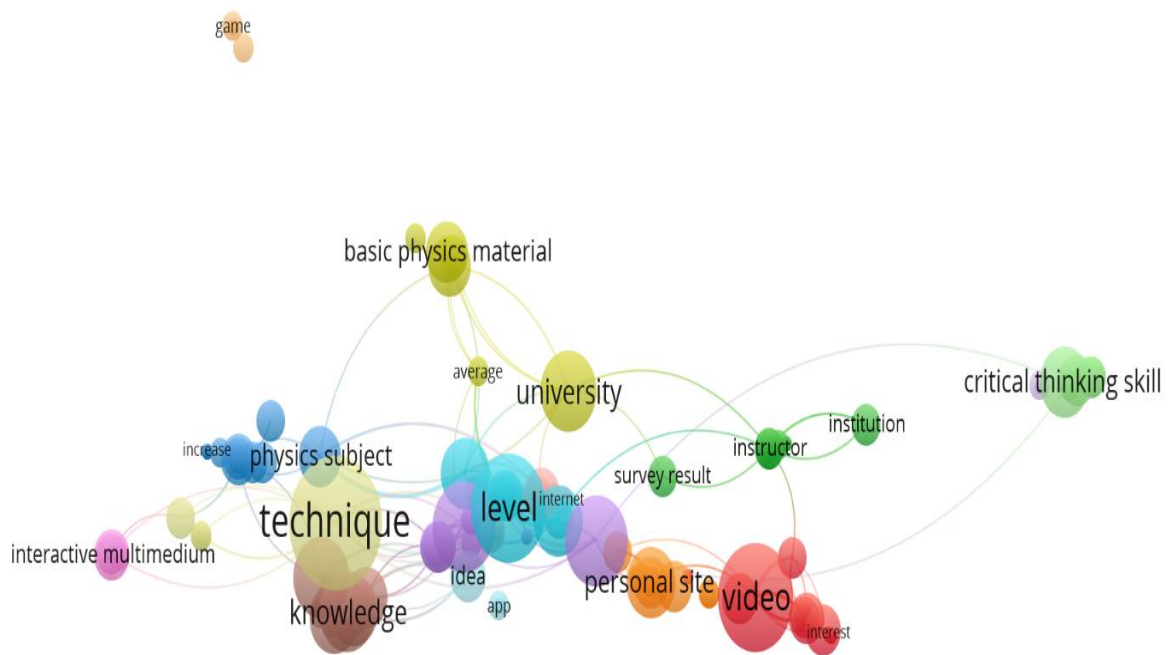 game
basic physics material
average
university
critical thinking skill
institution
instructor
increase
physics subject
survey result
level
internet
technique
interactive multimedium
idea
personal site
video
app
knowledge
interest